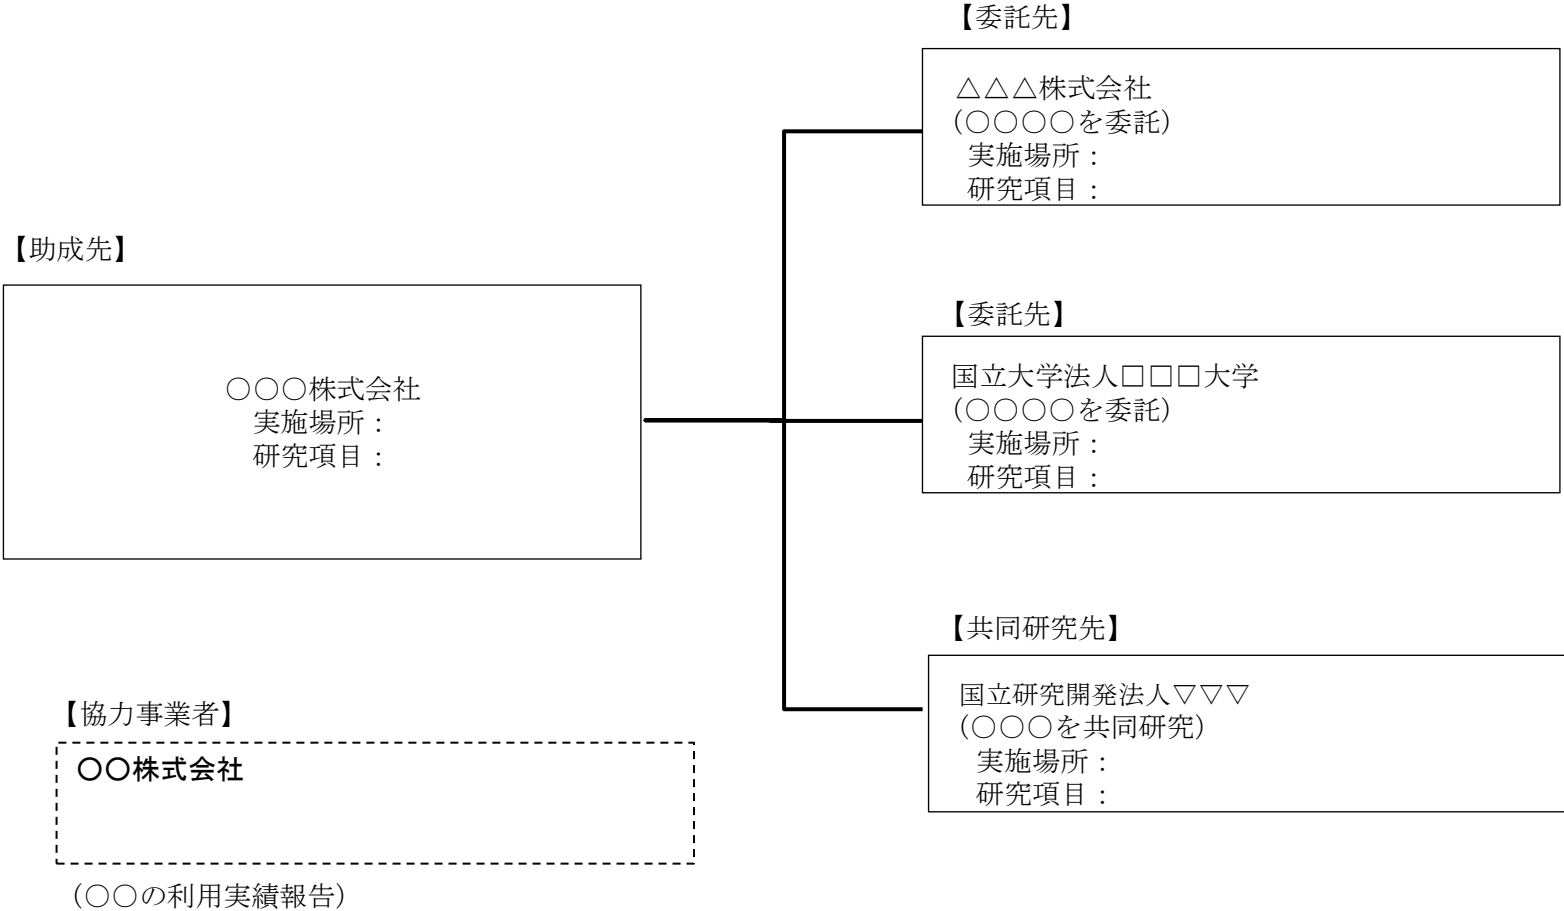 【委託先】
△△△株式会社
(○○○○を委託)
実施場所：
研究項目：
【助成先】
○○○株式会社
実施場所：
研究項目：
【委託先】
国立大学法人□□□大学
(○○○○を委託)
実施場所：
研究項目：
【共同研究先】
国立研究開発法人▽▽▽
(○○○を共同研究)
実施場所：
研究項目：
【協力事業者】
〇〇株式会社
(○○の利用実績報告)